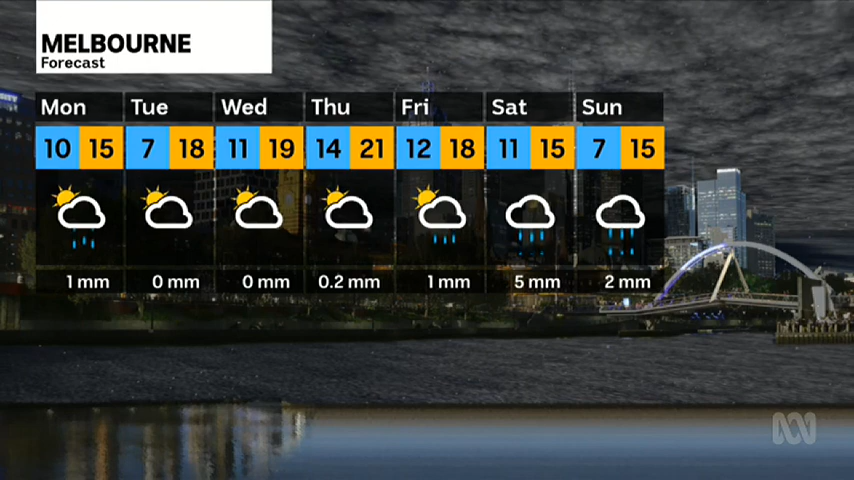 MELBOURNE
Forecast
Mon Tue Wed Thu Fri Sat Sun
10 15 7 18 11 19 14 21 12 18 11 15 7 15
1 mm 0 mm 0 mm 0.2 mm 1 mm 5 mm 2 mm